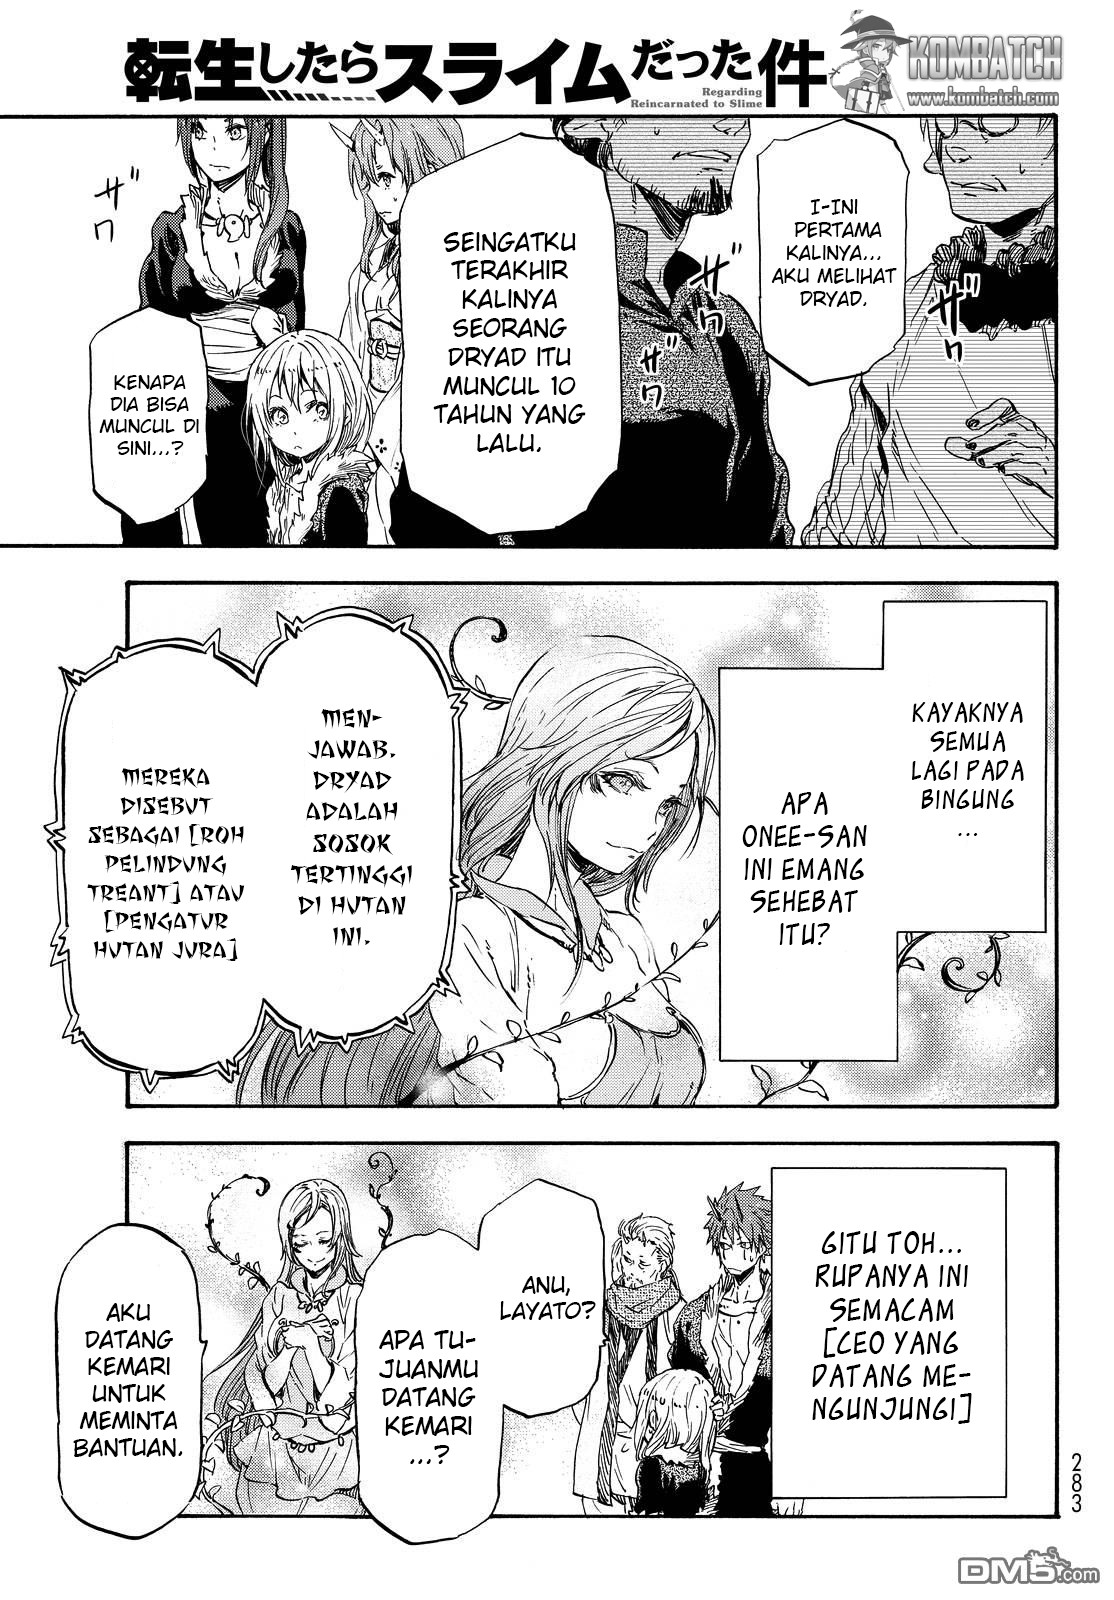 転生したらスライムだった件
Regarding
Reincarnated to Slime
KOMBATCH
www.kombatch.com
I-INI
PERTAMA
KALINYA...
AKU MELIHAT
DRYAD.
SEINGATKU
TERAKHIR
KALINYA
SEORANG
DRYAD ITU
MUNCUL 10
TAHUN YANG
LALU.
KENAPA
DIA BISA
MUNCUL DI
SINI...?
ザワ
ザワ
ザワ
ザワ
KAYAKNYA
SEMUA
LAGI PADA
BINGUNG
...
APA
ONEE-SAN
INI EMANG
SEHEBAT
ITU?
MEN-
JAWAB.
DRYAD
ADALAH
SOSOK
TERTINGGI
DI HUTAN
INI.
MEREKA
DISEBUT
SEBAGAI [ROH
PELINDUNG
TREANT] ATAU
[PENGATUR
HUTAN JURA]
GITU TOH...
RUPANYA INI
SEMACAM
[CEO YANG
DATANG ME-
NGUNJUNGI]
ANU,
LAYATO?
APA TU-
JUANMU
DATANG
KEMARI
...?
AKU
DATANG
KEMARI
UNTUK
MEMINTA
BANTUAN.
283
DM5.com